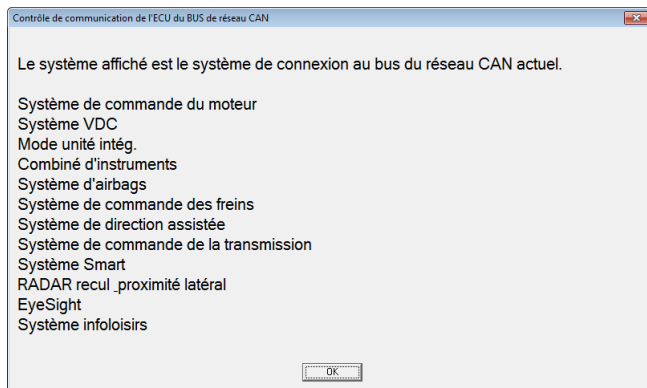 Contrôle de communication de l'ECU du BUS de réseau CAN
Le système affiché est le système de connexion au bus du réseau CAN actuel.
Système de commande du moteur
Système VDC
Mode unité intég.
Combiné d'instruments
Système d'airbags
Système de commande des freins
Système de direction assistée
Système de commande de la transmission
Système Smart
RADAR recul _proximité latéral
EyeSight
Système infoloisirs
OK